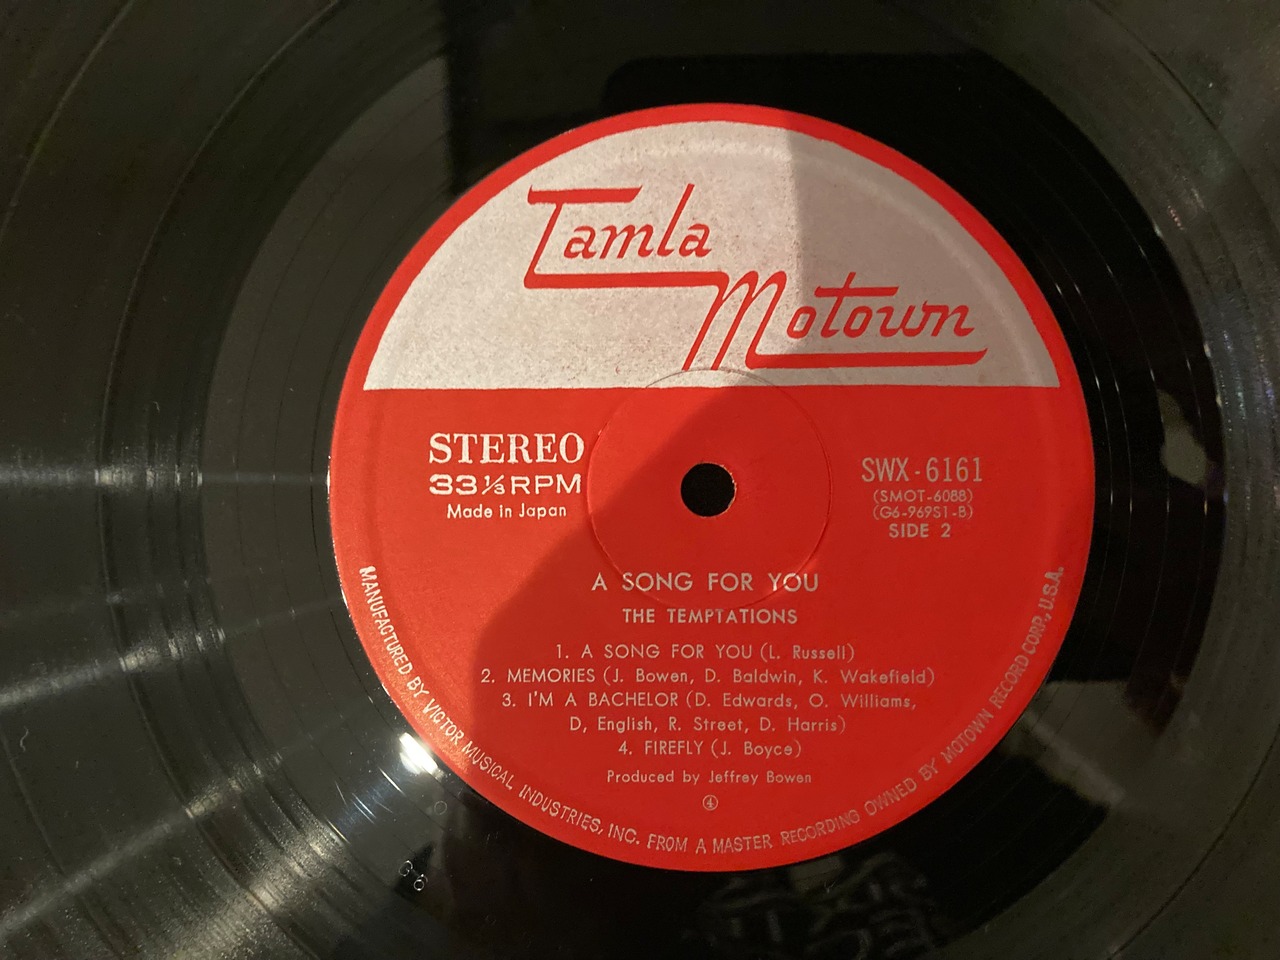 Tamla
Motown
STEREO
33⅓ RPM
Made in Japan
SWX-6161
(SMOT-6088)
(G6-969S1-B)
SIDE 2
A SONG FOR YOU
THE TEMPTATIONS
1. A SONG FOR YOU (L. Russell)
2. MEMORIES (J. Bowen, D. Baldwin, K. Wakefield)
3. I'M A BACHELOR (D. Edwards, O. Williams,
D, English, R. Street, D. Harris)
4. FIREFLY (J. Boyce)
Produced by Jeffrey Bowen
④
MANUFACTURED BY VICTOR MUSICAL INDUSTRIES, INC. FROM A MASTER RECORDING OWNED BY MOTOWN RECORD CORP., U.S.A.
G-6